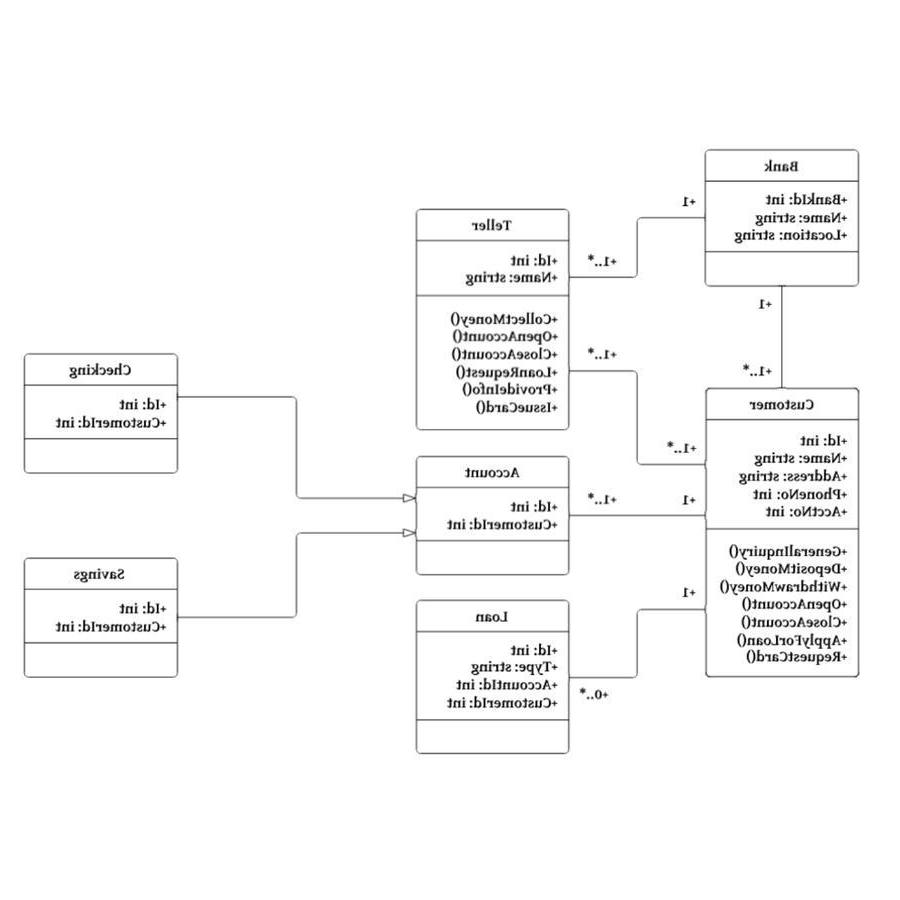 Bank
+BankId: int
+Name: string
+Location: string
+1
+1
+1..*
Teller
+Id: int
+Name: string
+CollectMoney()
+OpenAccount()
+CloseAccount()
+LoanRequest()
+ProvideInfo()
+IssueCard()
+1..*
+1..*
+1..*
Customer
+Id: int
+Name: string
+Address: string
+PhoneNo: int
+AcctNo: int
+GeneralInquiry()
+DepositMoney()
+WithdrawMoney()
+OpenAccount()
+CloseAccount()
+ApplyForLoan()
+RequestCard()
+1
+1..*
Account
+Id: int
+CustomerId: int
+1
+0..*
Loan
+Id: int
+Type: string
+AccountId: int
+CustomerId: int
Checking
+Id: int
+CustomerId: int
Savings
+Id: int
+CustomerId: int